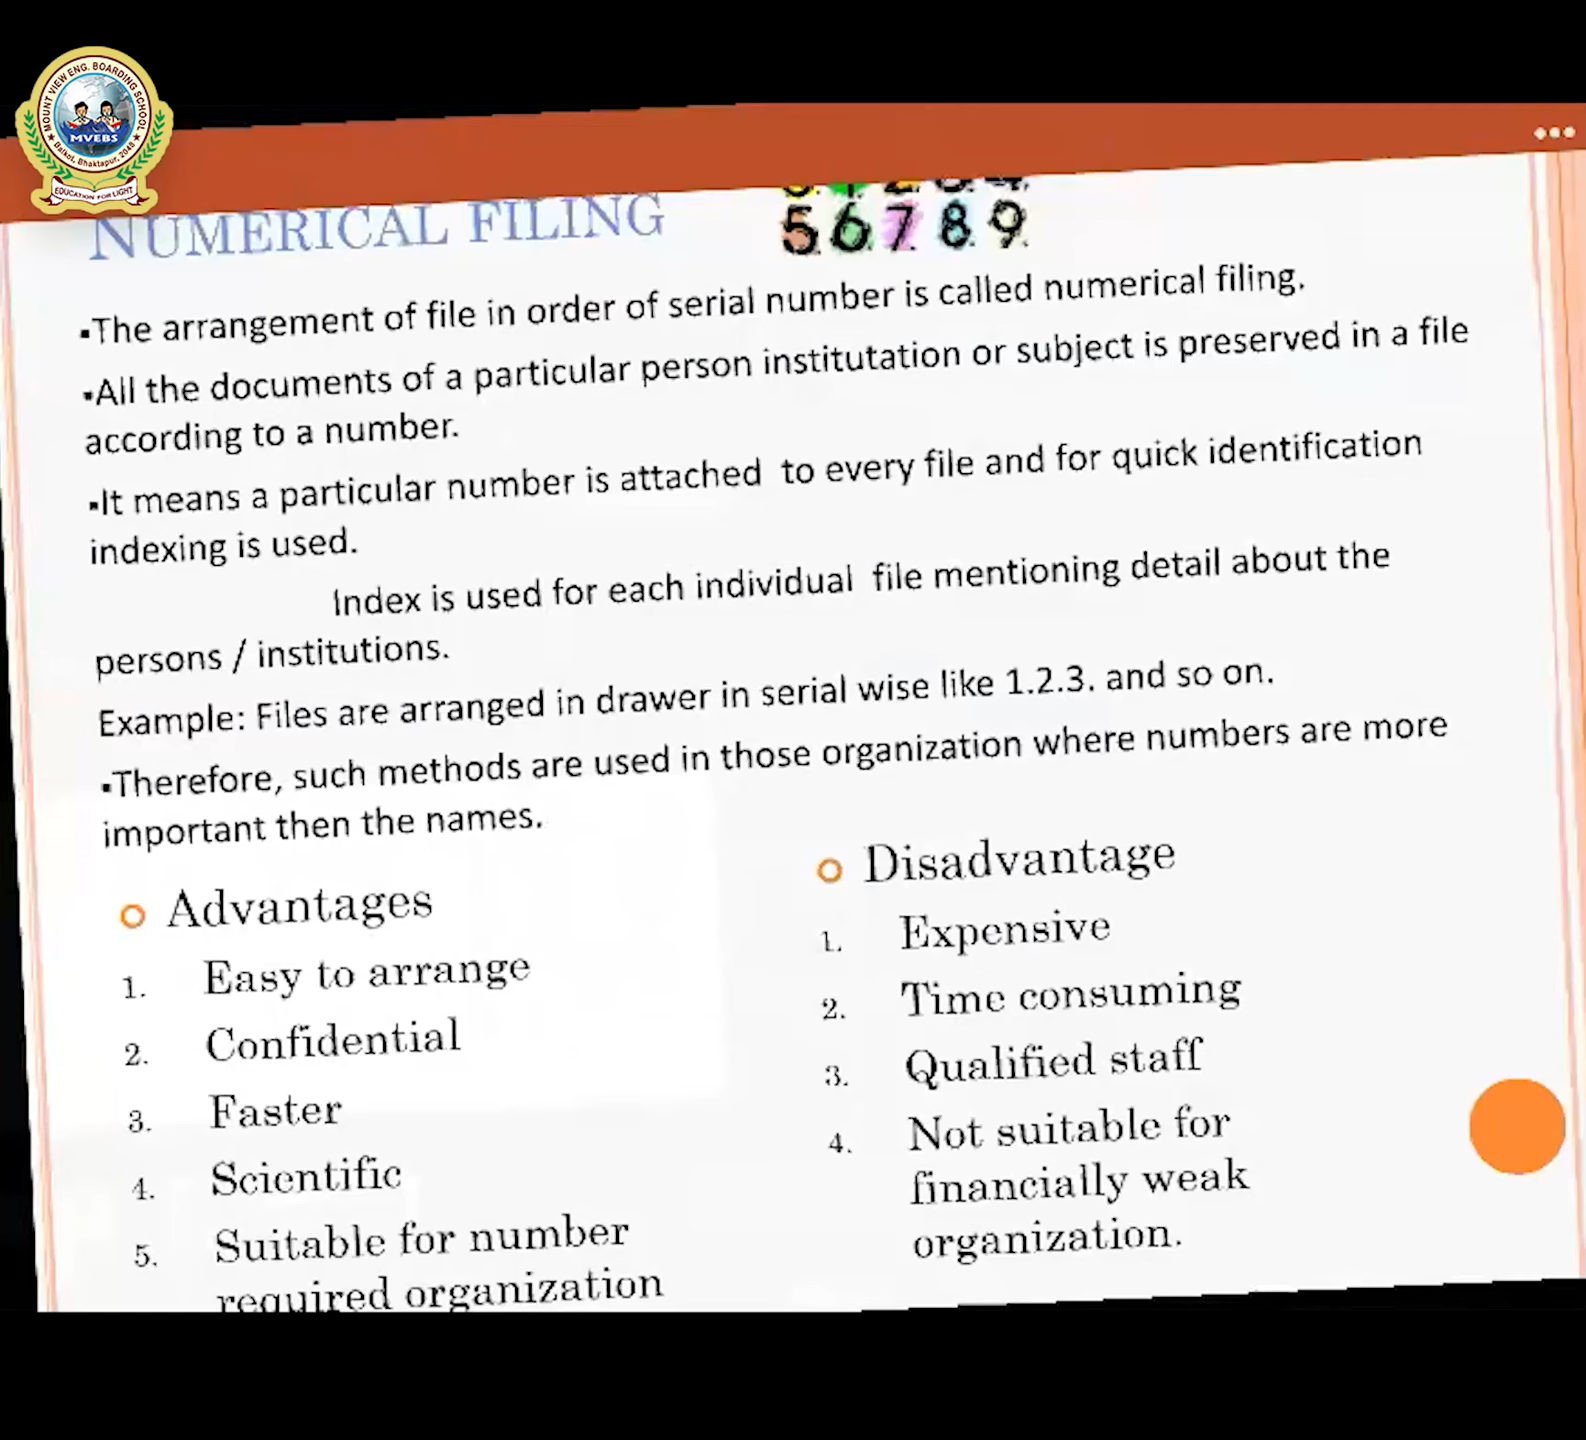 MOUNT VIEW ENG. BOARDING SCHOOL
MVEBS
Balkot, Bhaktapur, 2048
EDUCATION FOR LIGHT
NUMERICAL FILING
5 6 7 8 9
▪The arrangement of file in order of serial number is called numerical filing.
▪All the documents of a particular person institutation or subject is preserved in a file
according to a number.
▪It means a particular number is attached to every file and for quick identification
indexing is used.
Index is used for each individual file mentioning detail about the
persons / institutions.
Example: Files are arranged in drawer in serial wise like 1.2.3. and so on.
▪Therefore, such methods are used in those organization where numbers are more
important then the names.
Advantages
1. Easy to arrange
2. Confidential
3. Faster
4. Scientific
5. Suitable for number
required organization
Disadvantage
1. Expensive
2. Time consuming
3. Qualified staff
4. Not suitable for
financially weak
organization.